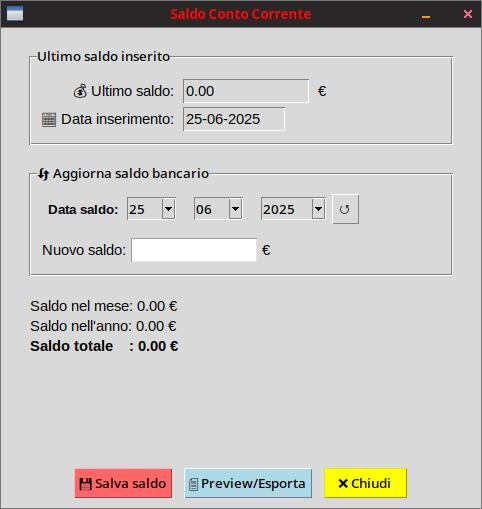 Saldo Conto Corrente
Ultimo saldo inserito
💰 Ultimo saldo: 0.00 €
Data inserimento: 25-06-2025
Aggiorna saldo bancario
Data saldo: 25 06 2025 ↺
Nuovo saldo: €
Saldo nel mese: 0.00 €
Saldo nell'anno: 0.00 €
Saldo totale : 0.00 €
Salva saldo Preview/Esporta Chiudi